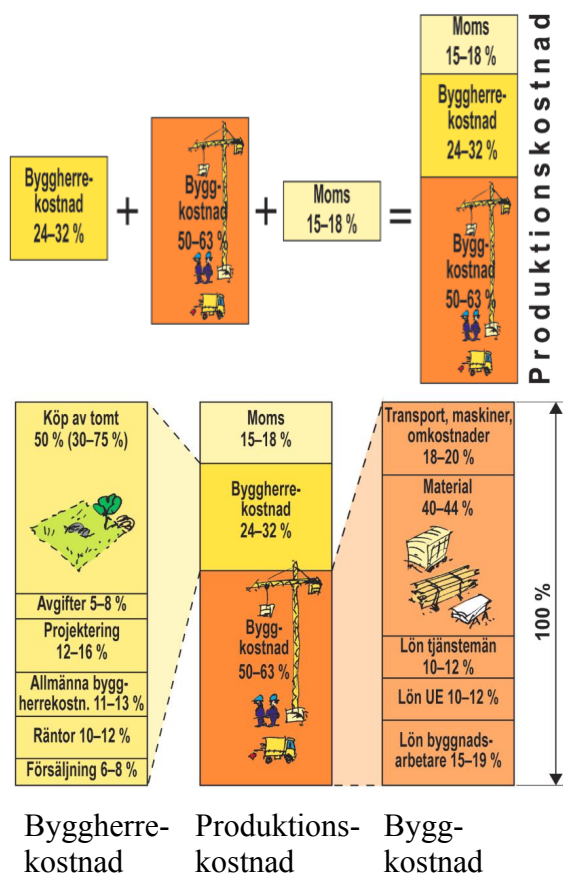 Byggherre-
kostnad
24–32 %
+
Bygg-
kostnad
50–63 %
+
Moms
15–18 %
=
Moms
15–18 %
Byggherre-
kostnad
24–32 %
Bygg-
kostnad
50–63 %
Produktionskostnad
Köp av tomt
50 % (30–75 %)
Avgifter 5–8 %
Projektering
12–16 %
Allmänna bygg-
herrekostn. 11–13 %
Räntor 10–12 %
Försäljning 6–8 %
Moms
15–18 %
Byggherre-
kostnad
24–32 %
Bygg-
kostnad
50–63 %
Transport, maskiner,
omkostnader
18–20 %
Material
40–44 %
Lön tjänstemän
10–12 %
Lön UE 10–12 %
Lön byggnads-
arbetare 15–19 %
100 %
Byggherre-
kostnad
Produktions-
kostnad
Bygg-
kostnad